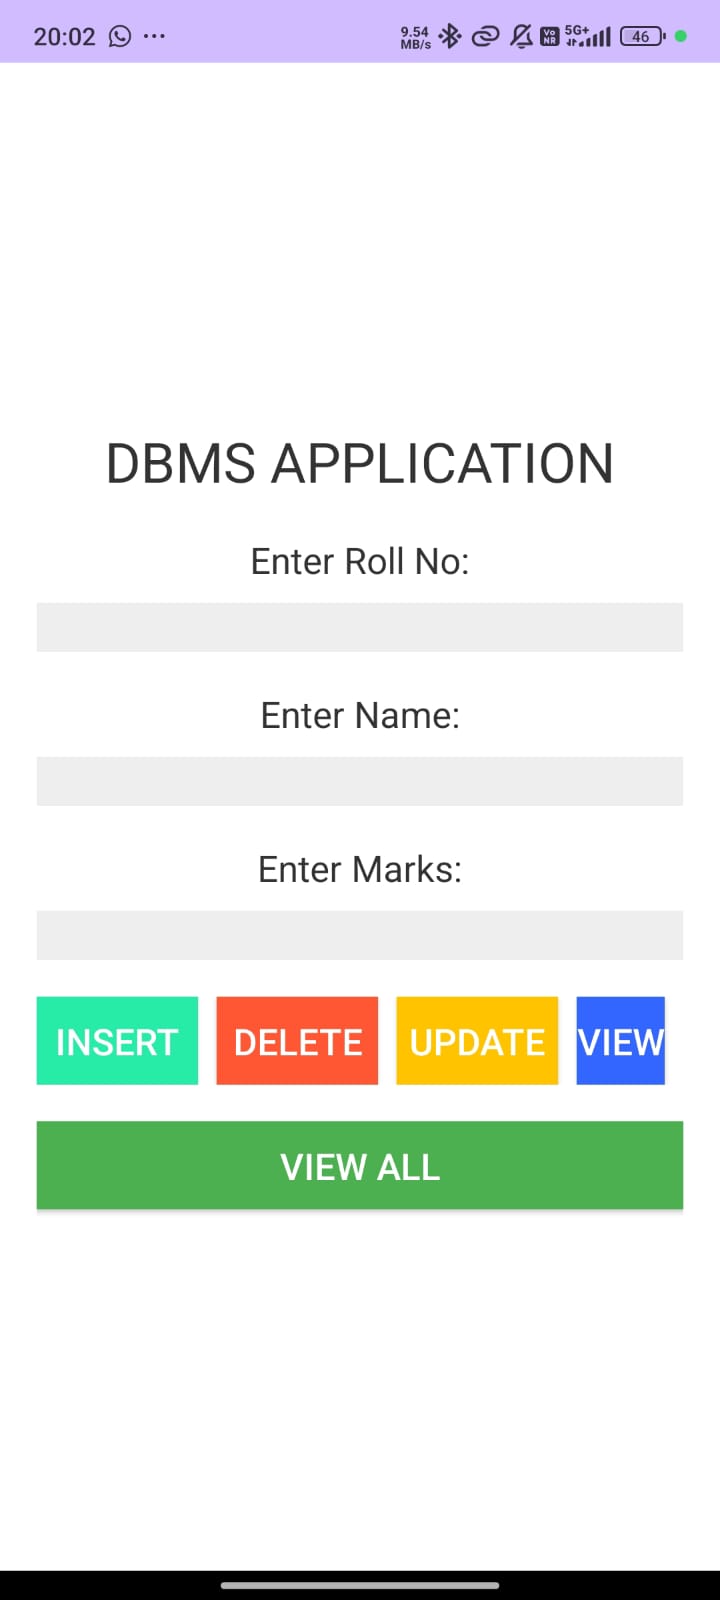 20:02 9.54 MB/s Vo NR 5G+ 46
DBMS APPLICATION
Enter Roll No:
Enter Name:
Enter Marks:
INSERT DELETE UPDATE VIEW
VIEW ALL